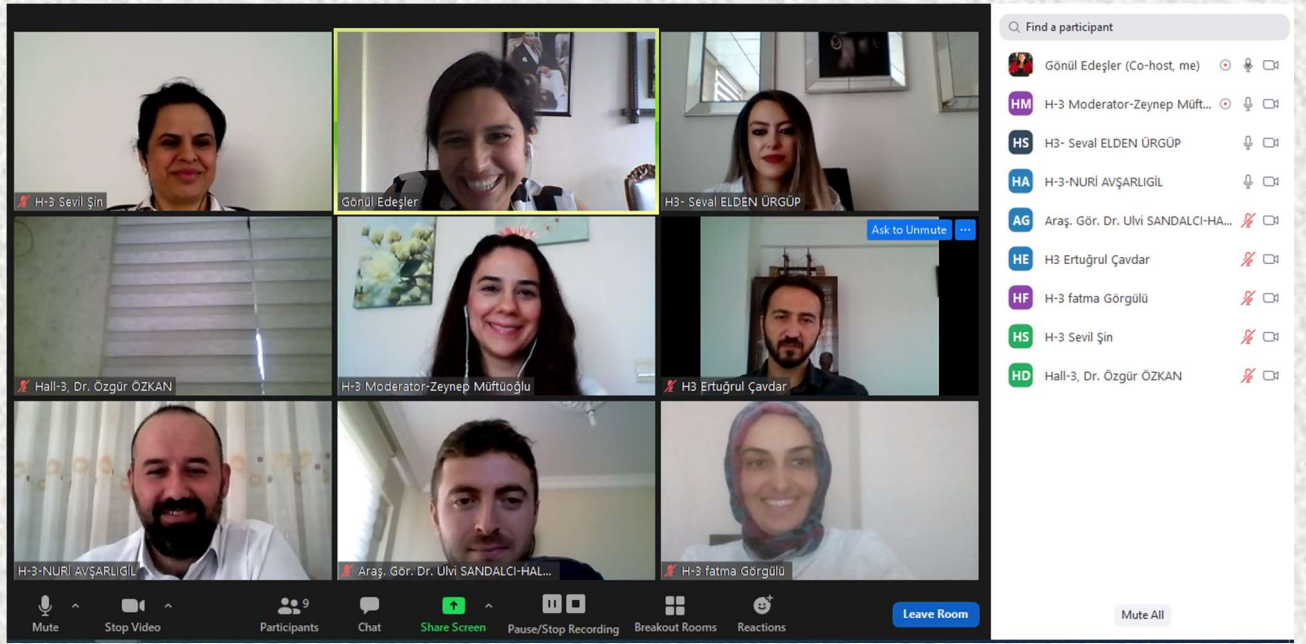 H-3 Sevil Şin
Gönül Edeşler
H3- Seval ELDEN ÜRGÜP
Hall-3, Dr. Özgür ÖZKAN
H-3 Moderator-Zeynep Müftüoğlu
Ask to Unmute ...
H3 Ertuğrul Çavdar
H-3-NURİ AVŞARLIGİL
Araş. Gör. Dr. Ulvi SANDALCI-HAL...
H-3 fatma Görgülü
Mute
Stop Video
Participants
9
Chat
Share Screen
Pause/Stop Recording
Breakout Rooms
Reactions
Leave Room
Find a participant
Gönül Edeşler (Co-host, me)
HM H-3 Moderator-Zeynep Müft...
HS H3- Seval ELDEN ÜRGÜP
HA H-3-NURİ AVŞARLIGİL
AG Araş. Gör. Dr. Ulvi SANDALCI-HA...
HE H3 Ertuğrul Çavdar
HF H-3 fatma Görgülü
HS H-3 Sevil Şin
HD Hall-3, Dr. Özgür ÖZKAN
Mute All